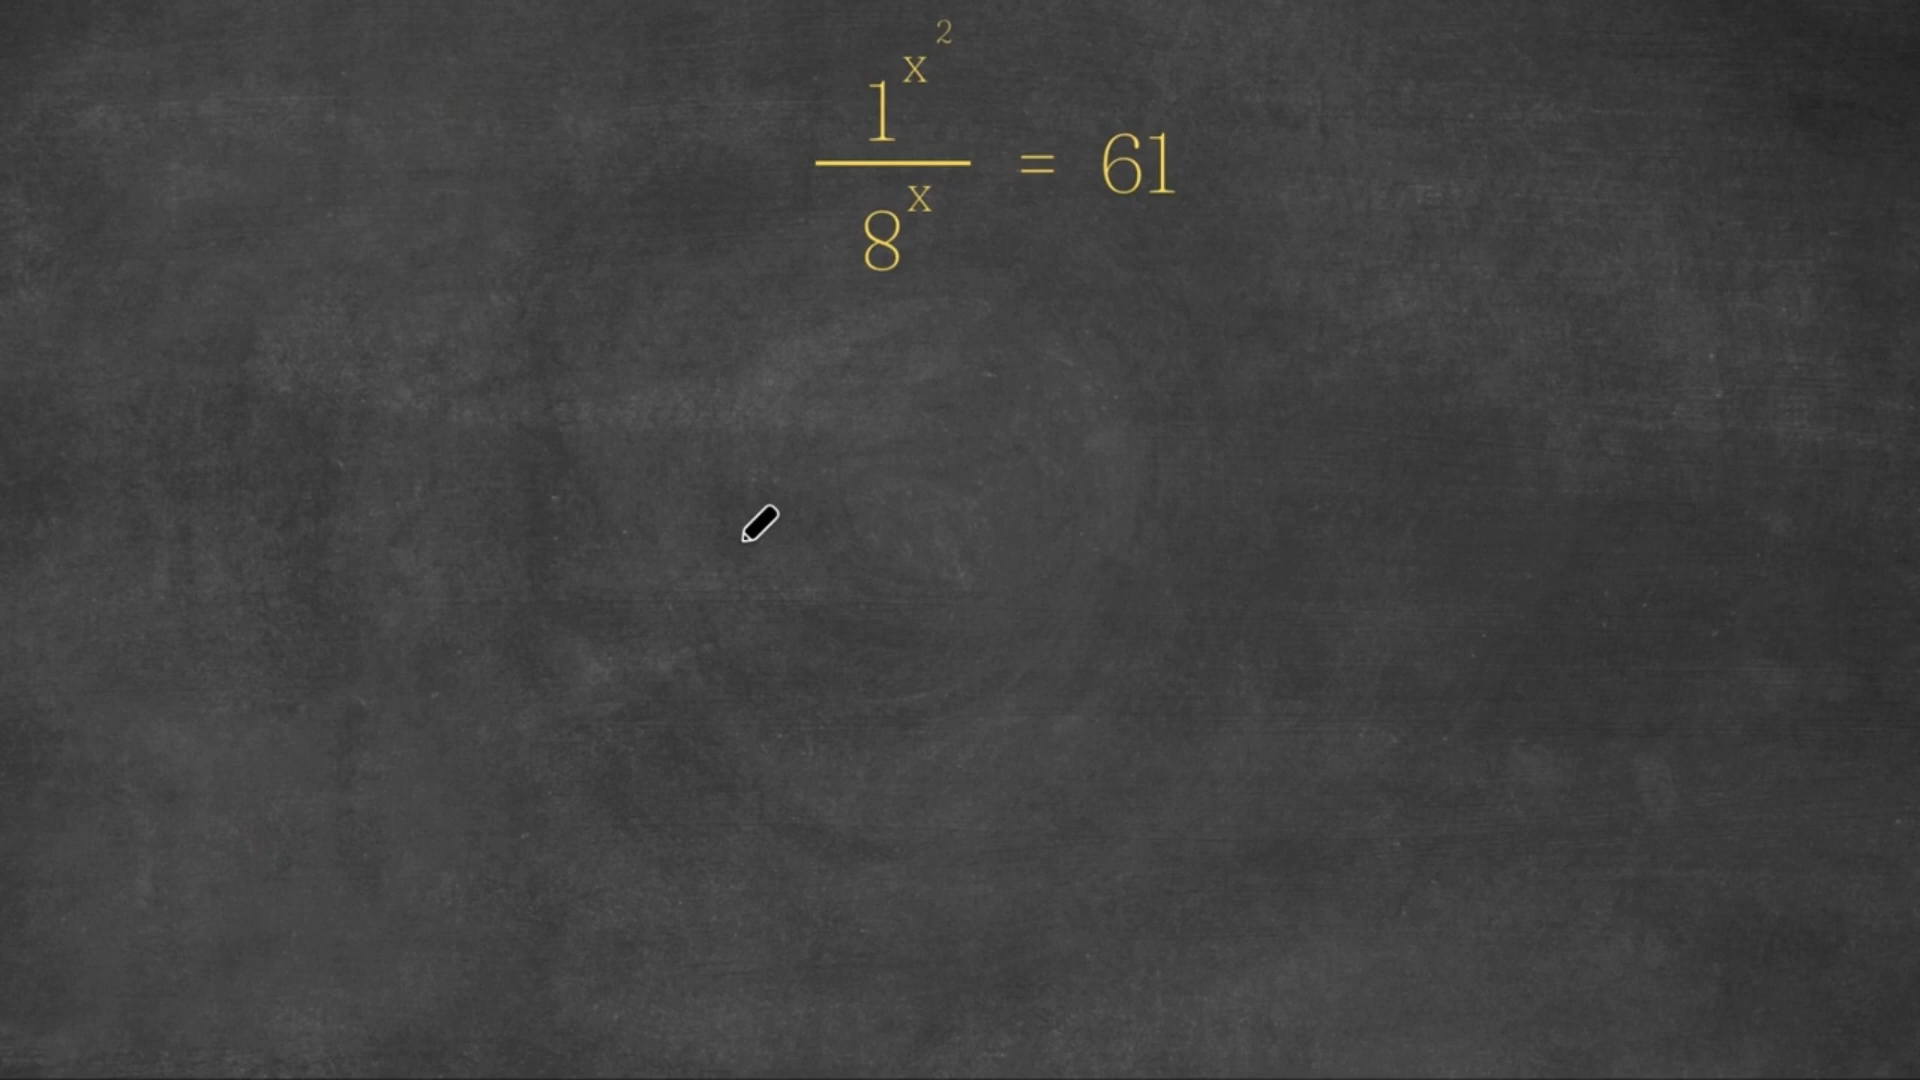 1^{x^2} / 8^x = 61